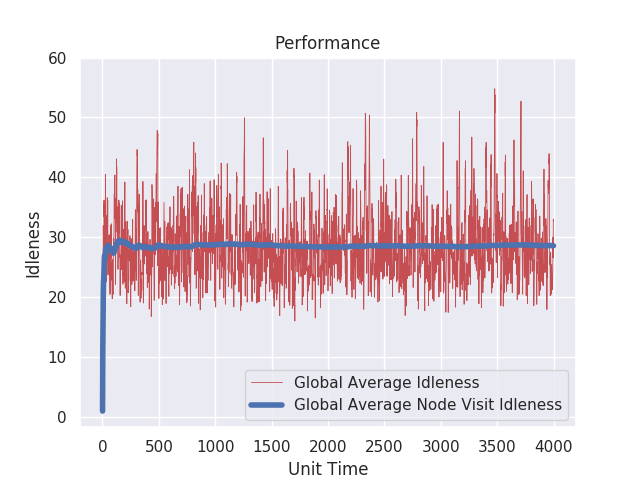 Performance
60
50
40
30
20
10
0
Idleness
Global Average Idleness
Global Average Node Visit Idleness
0 500 1000 1500 2000 2500 3000 3500 4000
Unit Time